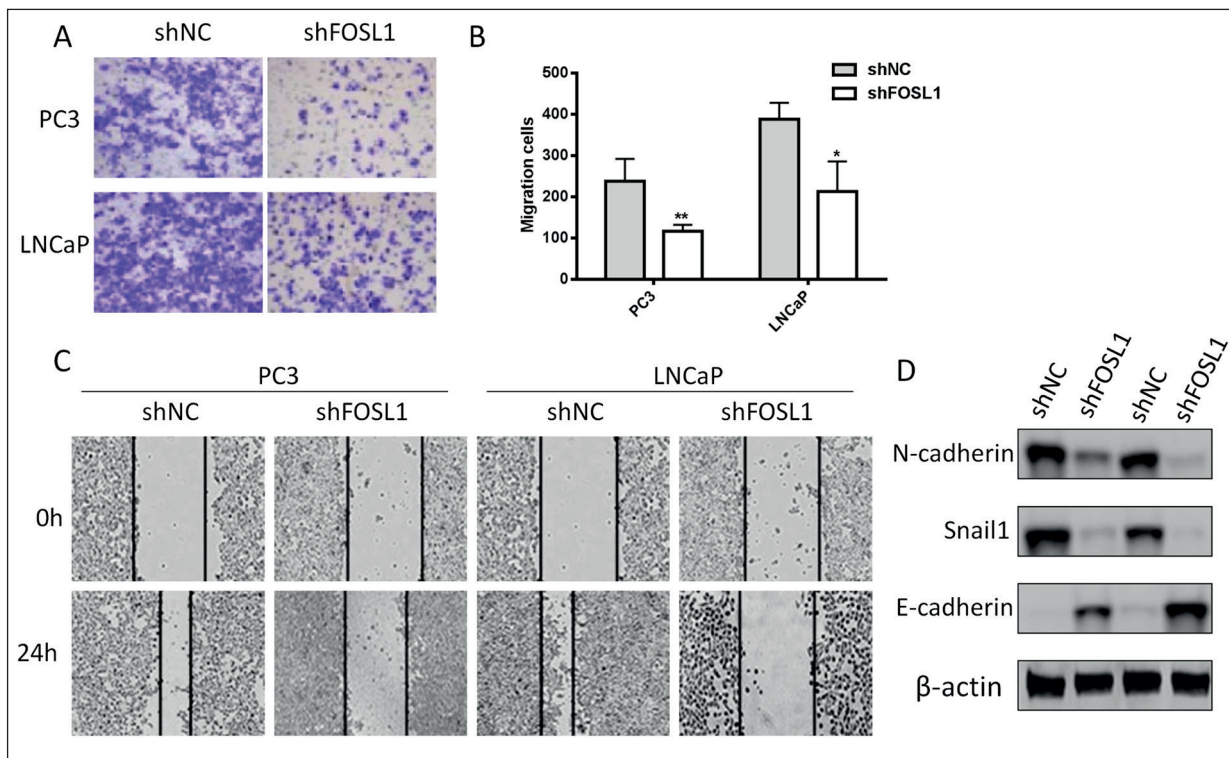 A
shNC shFOSL1
PC3
LNCaP
B
500
400
300
200
100
0
Migration cells
shNC
shFOSL1
**
*
PC3
LNCaP
C
PC3 LNCaP
shNC shFOSL1 shNC shFOSL1
0h
24h
D
shNC shFOSL1 shNC shFOSL1
N-cadherin
Snail1
E-cadherin
β-actin